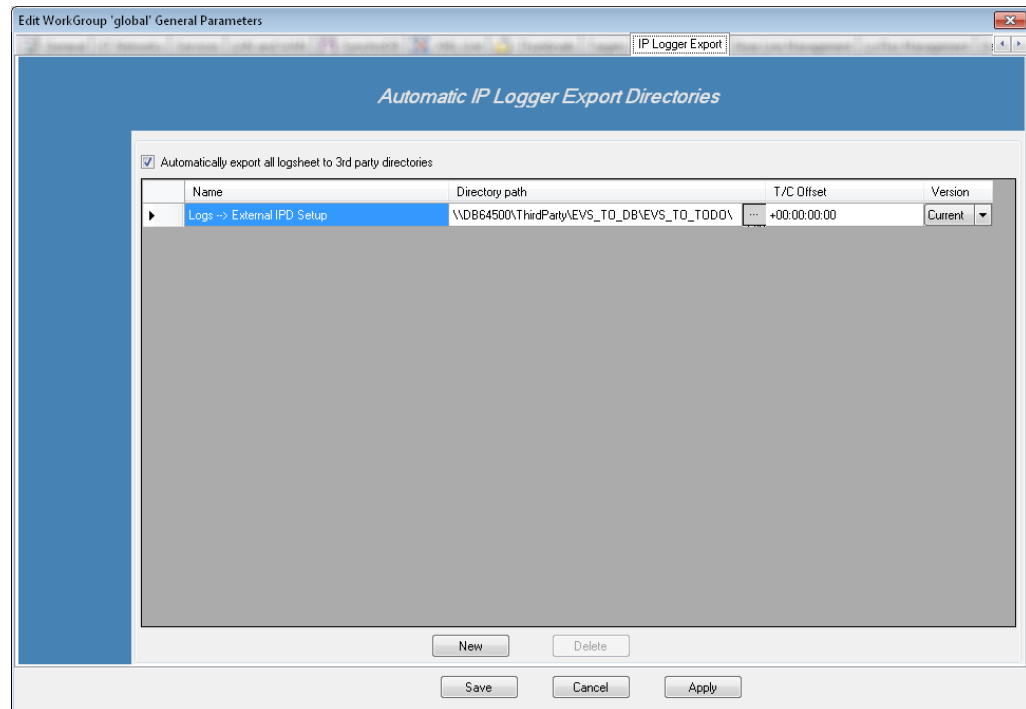 Edit WorkGroup 'global' General Parameters
IP Logger Export
Automatic IP Logger Export Directories
Automatically export all logsheet to 3rd party directories
Name Directory path T/C Offset Version
Logs --> External IPD Setup \\DB64500\ThirdParty\EVS_TO_DB\EVS_TO_TODO\ ... +00:00:00:00 Current
New Delete
Save Cancel Apply